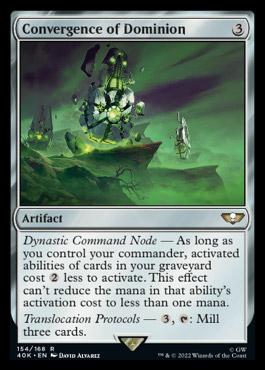 Convergence of Dominion 3
Artifact
Dynastic Command Node — As long as
you control your commander, activated
abilities of cards in your graveyard
cost 2 less to activate. This effect
can't reduce the mana in that ability's
activation cost to less than one mana.
Translocation Protocols — 3, T: Mill
three cards.
154/168 R
40K • EN DAVID ALVAREZ
© GW
™ & © 2022 Wizards of the Coast